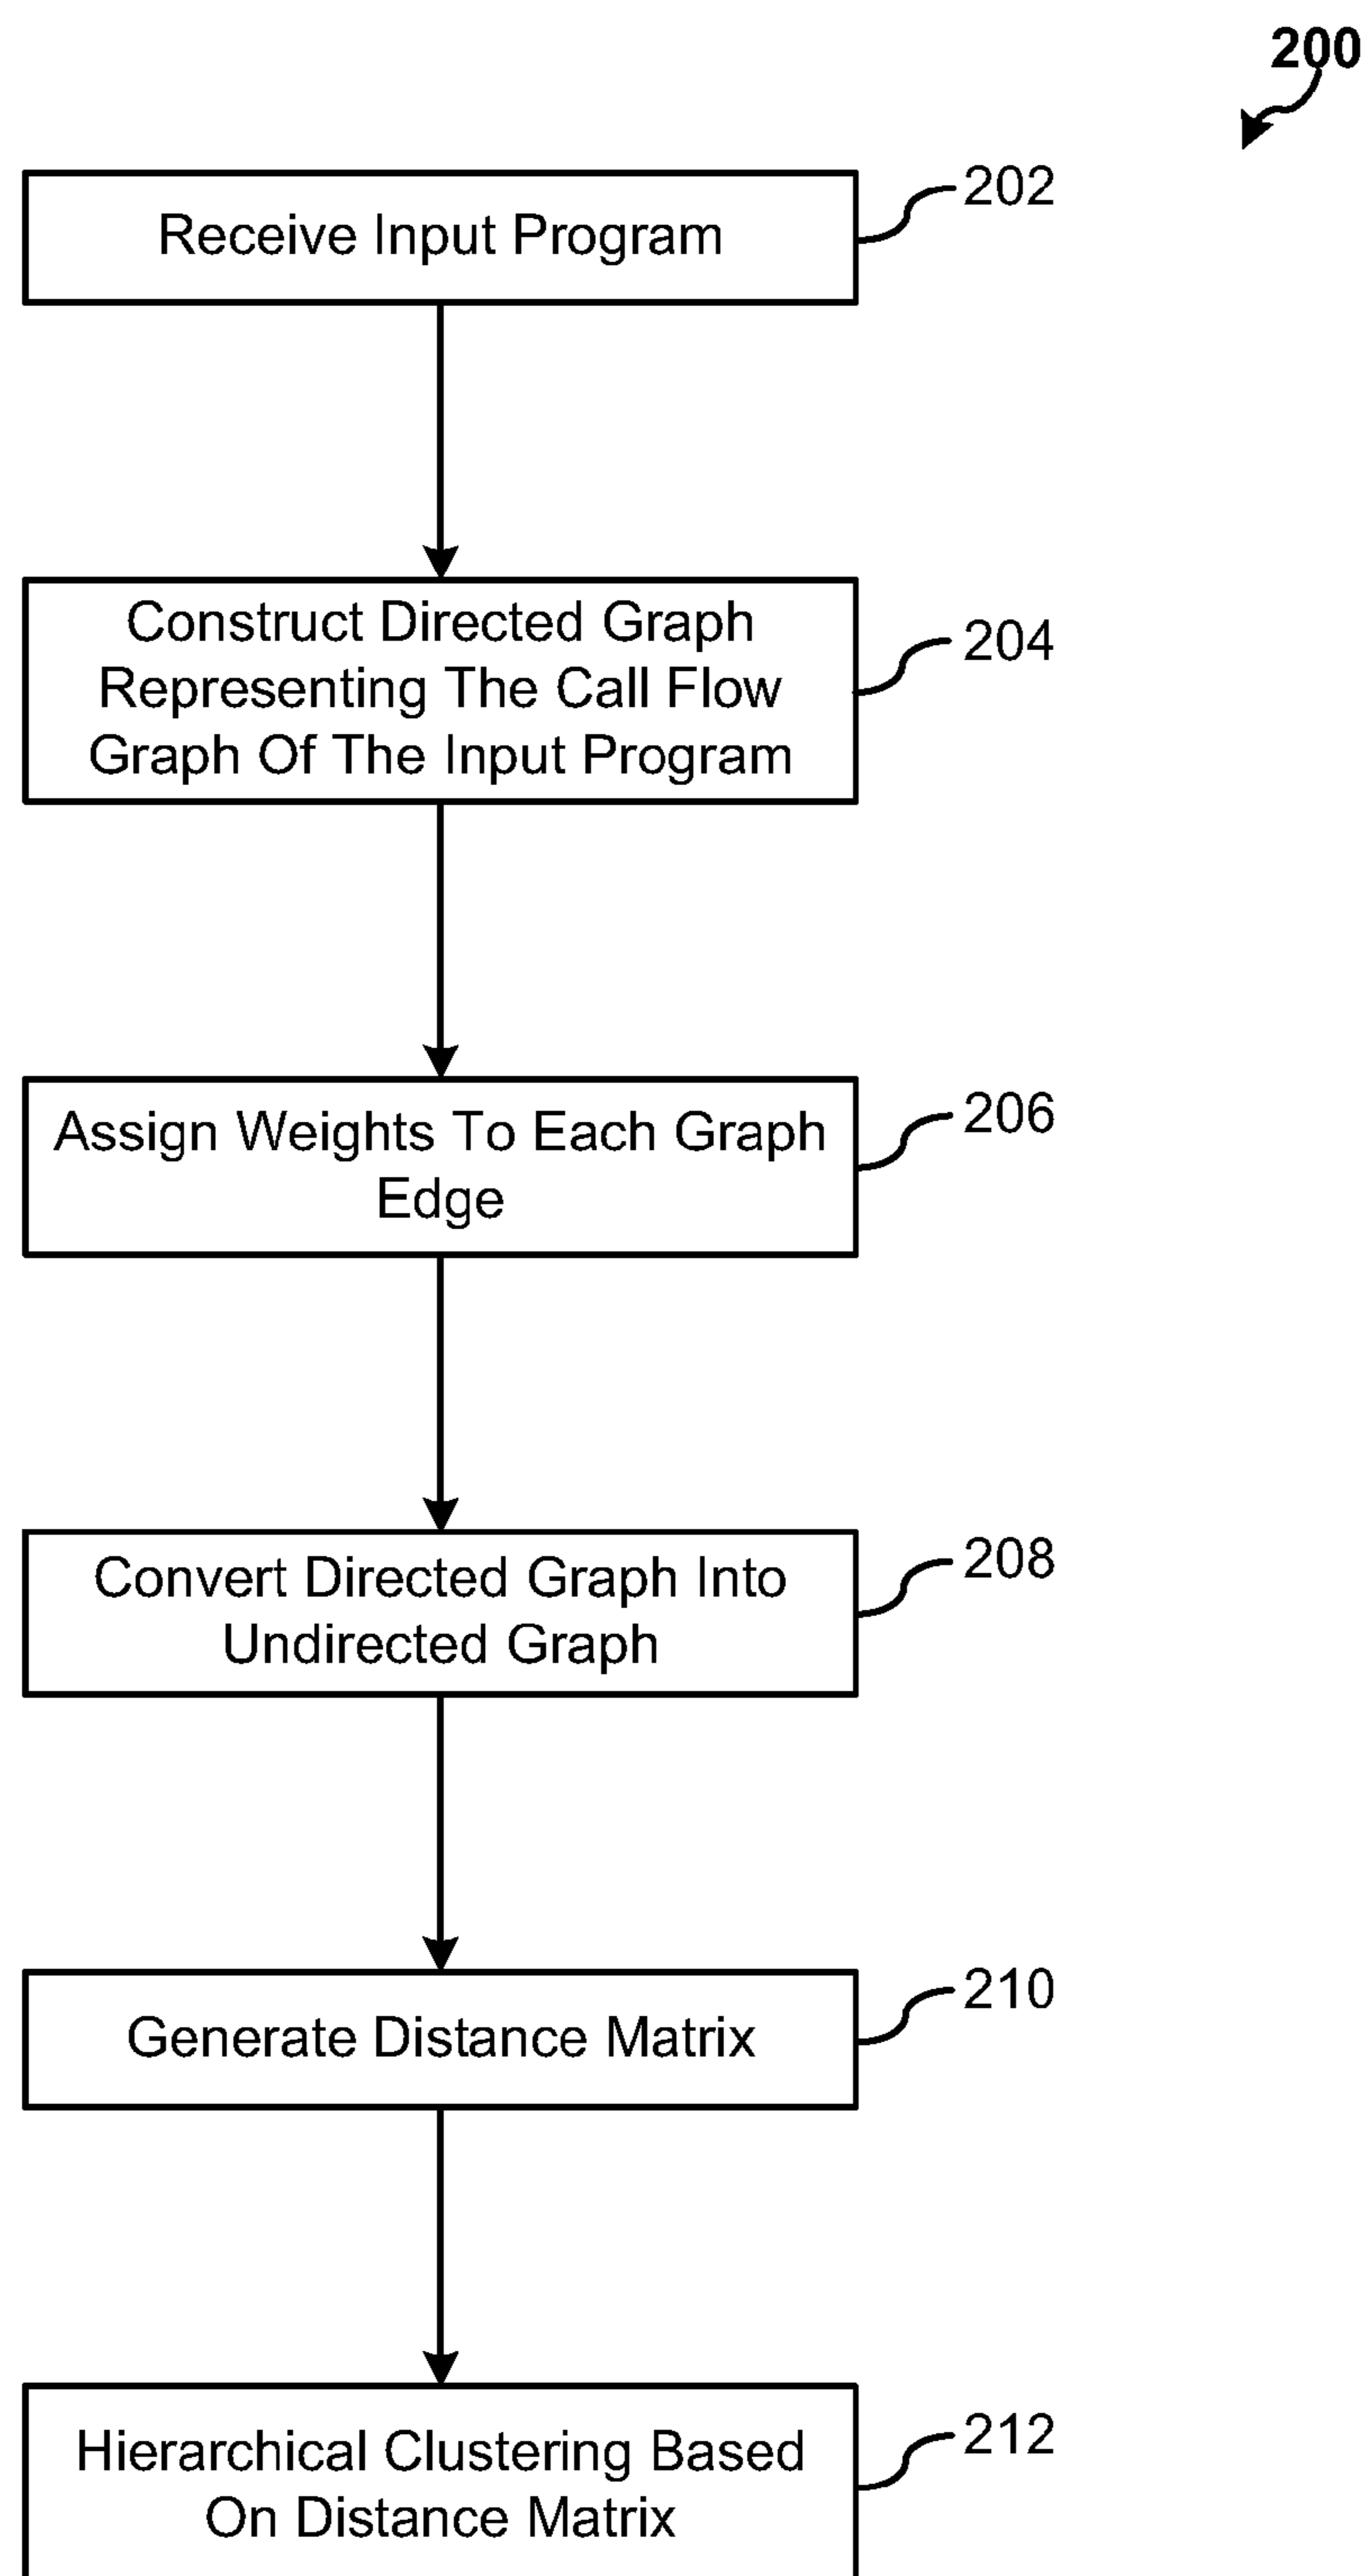 200
Receive Input Program
202
Construct Directed Graph
Representing The Call Flow
Graph Of The Input Program
204
Assign Weights To Each Graph
Edge
206
Convert Directed Graph Into
Undirected Graph
208
Generate Distance Matrix
210
Hierarchical Clustering Based
On Distance Matrix
212